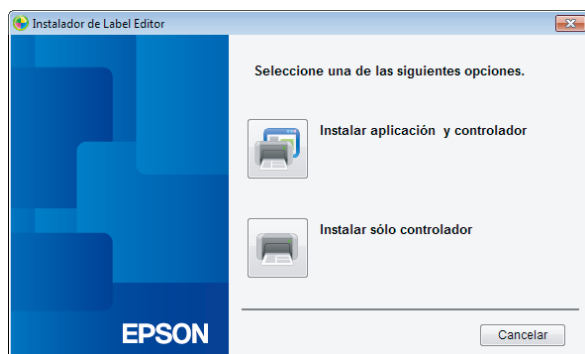 Instalador de Label Editor
Seleccione una de las siguientes opciones.
Instalar aplicación y controlador
Instalar sólo controlador
EPSON
Cancelar